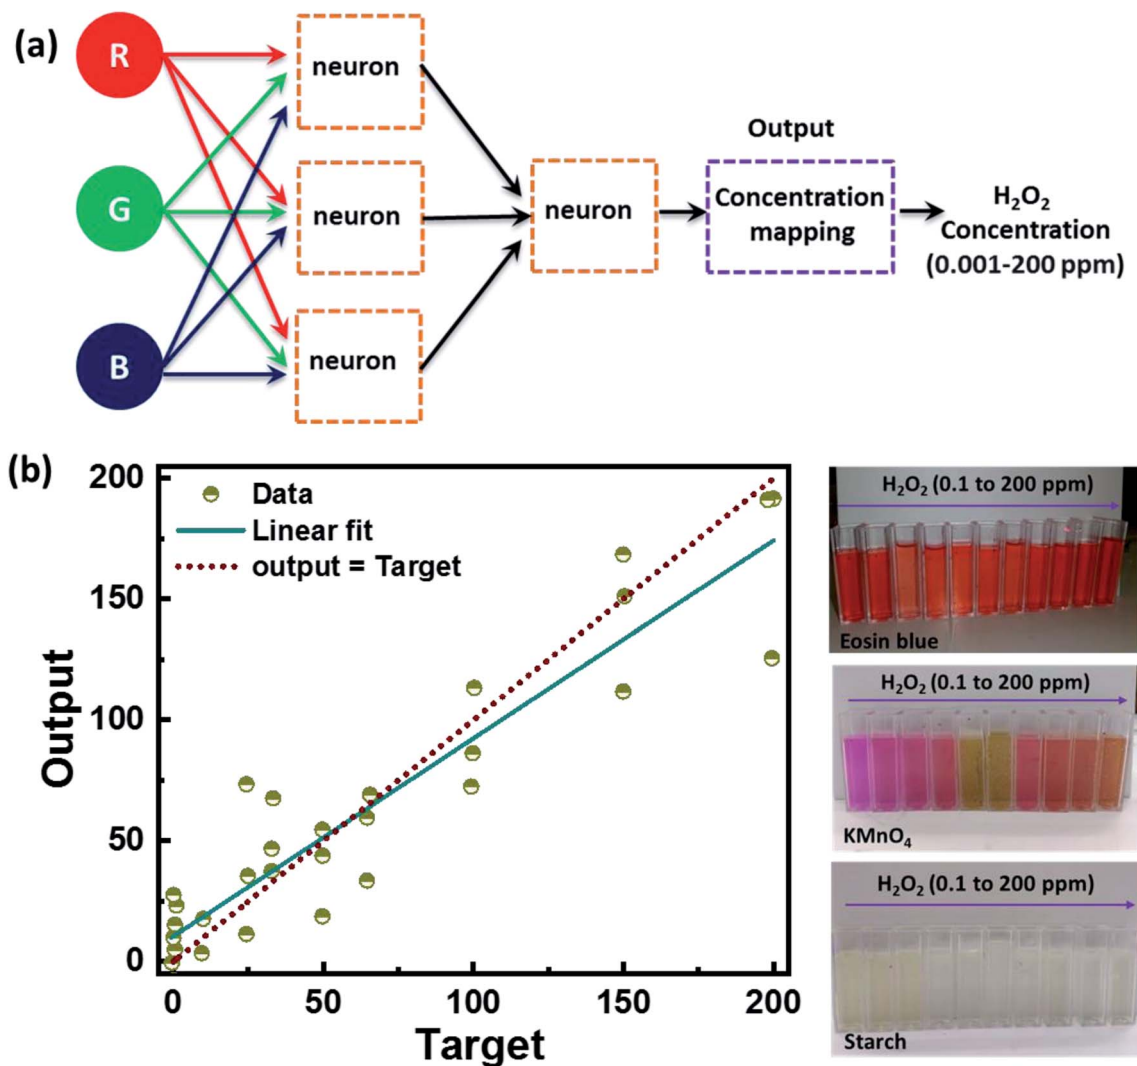 (a)
R
G
B
neuron
neuron
neuron
neuron
Output
Concentration
mapping
H₂O₂
Concentration
(0.001-200 ppm)
(b)
Output
200
150
100
50
0
Data
Linear fit
output = Target
0
50
100
150
200
Target
H₂O₂ (0.1 to 200 ppm)
Eosin blue
H₂O₂ (0.1 to 200 ppm)
KMnO₄
H₂O₂ (0.1 to 200 ppm)
Starch